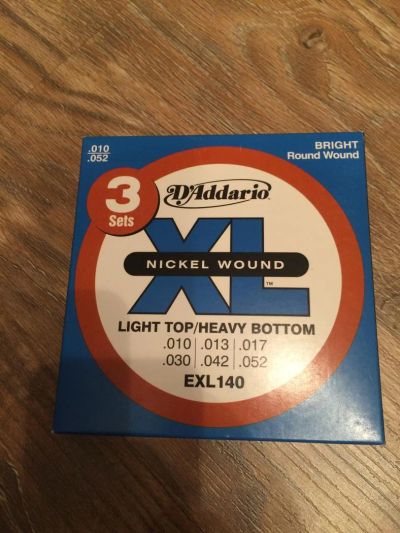 .010
.052
BRIGHT
Round Wound
3
Sets
D'Addario
XL
NICKEL WOUND
™
LIGHT TOP/HEAVY BOTTOM
.010 .013 .017
.030 .042 .052
EXL140